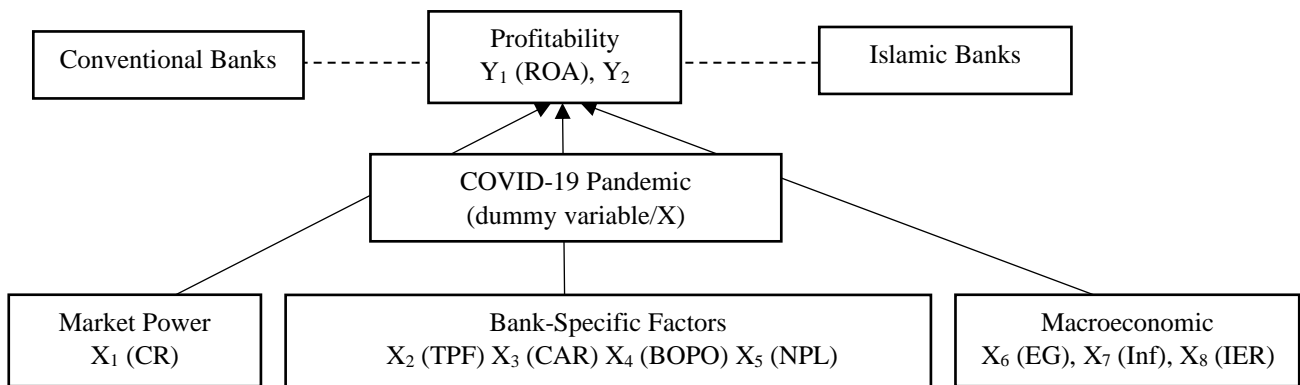 Conventional Banks
Profitability
Y₁ (ROA), Y₂
Islamic Banks
COVID-19 Pandemic
(dummy variable/X)
Market Power
X₁ (CR)
Bank-Specific Factors
X₂ (TPF) X₃ (CAR) X₄ (BOPO) X₅ (NPL)
Macroeconomic
X₆ (EG), X₇ (Inf), X₈ (IER)